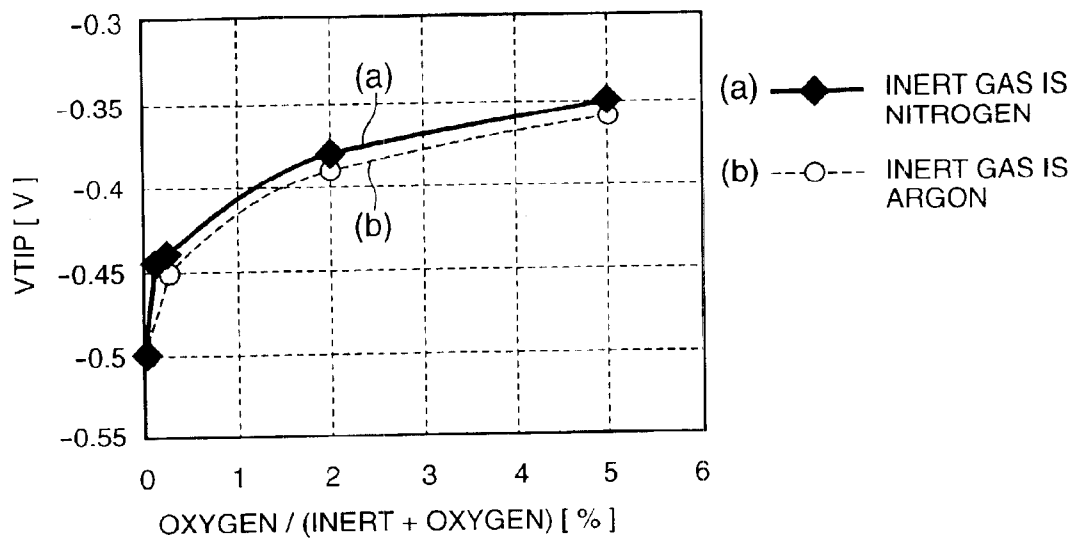 -0.3
-0.35
-0.4
-0.45
-0.5
-0.55
VTIP [ V ]
0 1 2 3 4 5 6
OXYGEN / (INERT + OXYGEN) [ % ]
(a)
(b)
(a) INERT GAS IS
NITROGEN
(b) INERT GAS IS
ARGON